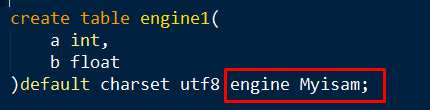 create table engine1(
    a int,
    b float
)default charset utf8 engine Myisam;